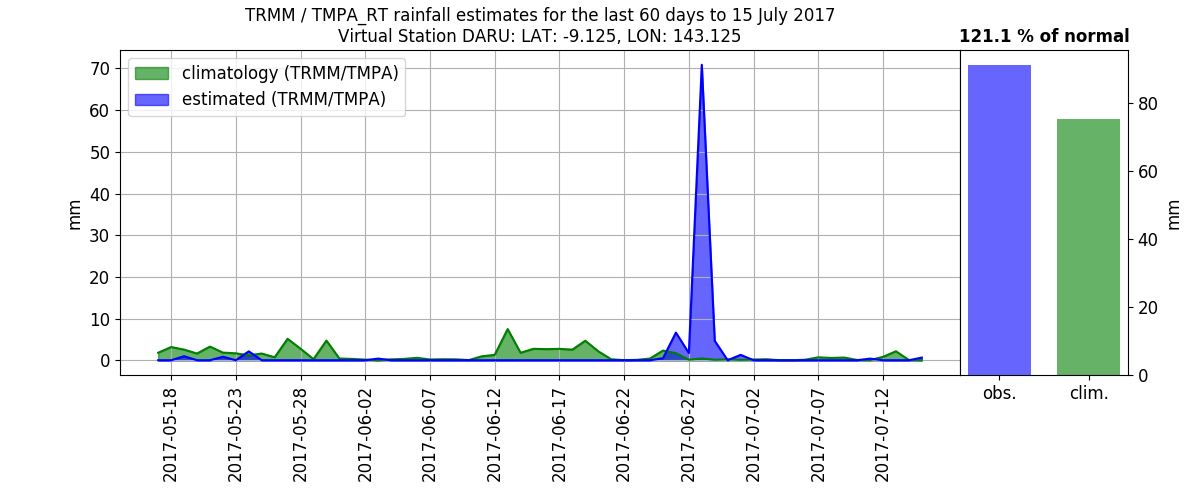 TRMM / TMPA_RT rainfall estimates for the last 60 days to 15 July 2017
Virtual Station DARU: LAT: -9.125, LON: 143.125
121.1 % of normal
climatology (TRMM/TMPA)
estimated (TRMM/TMPA)
mm
70
60
50
40
30
20
10
0
2017-05-18
2017-05-23
2017-05-28
2017-06-02
2017-06-07
2017-06-12
2017-06-17
2017-06-22
2017-06-27
2017-07-02
2017-07-07
2017-07-12
80
60
40
20
0
mm
obs.
clim.